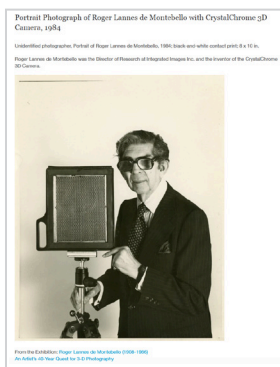 Portrait Photograph of Roger Lannes de Montebello with CrystalChrome 3D
Camera, 1984
Unidentified photographer, Portrait of Roger Lannes de Montebello, 1984; black-and-white contact print; 8 x 10 in.
Roger Lannes de Montebello was the Director of Research at Integrated Images Inc. and the inventor of the CrystalChrome
3D Camera.
From the Exhibition: Roger Lannes de Montebello (1908-1986)
An Artist's 40-Year Quest for 3-D Photography